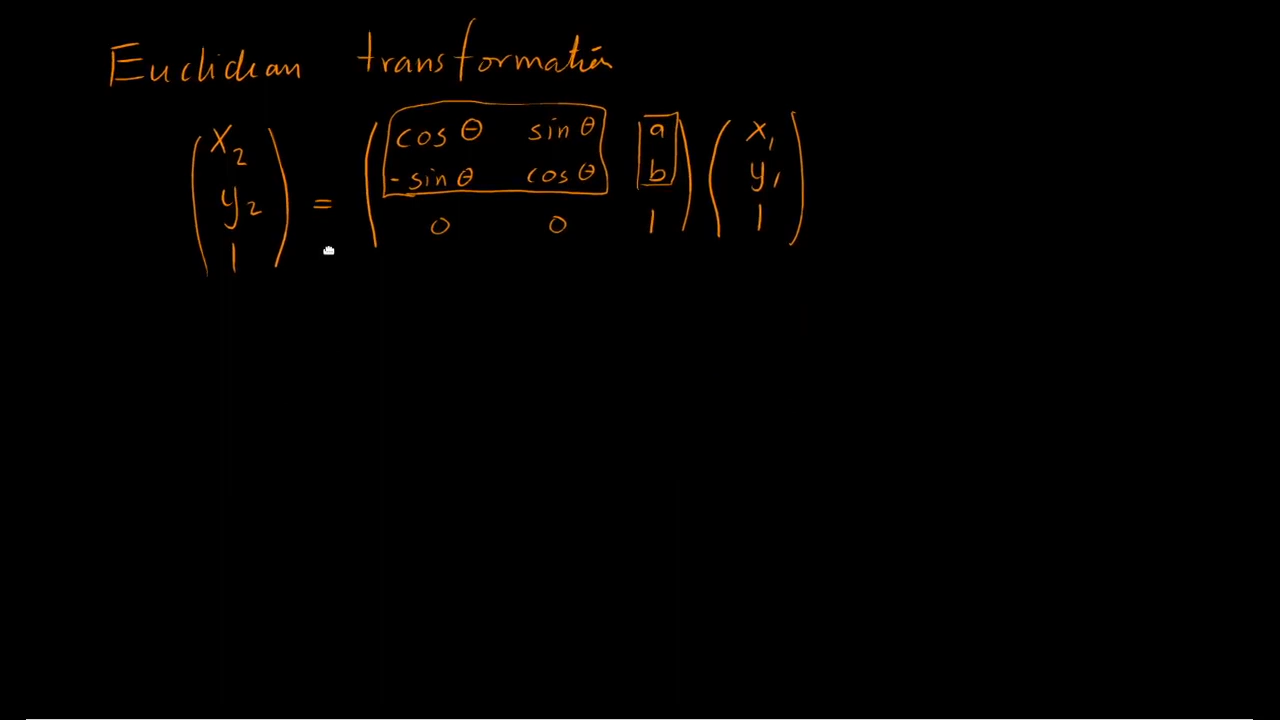 Euclidean transformation
(x₂ y₂ 1) = (cos θ sin θ a
-sin θ cos θ b
0 0 1) (x₁ y₁ 1)